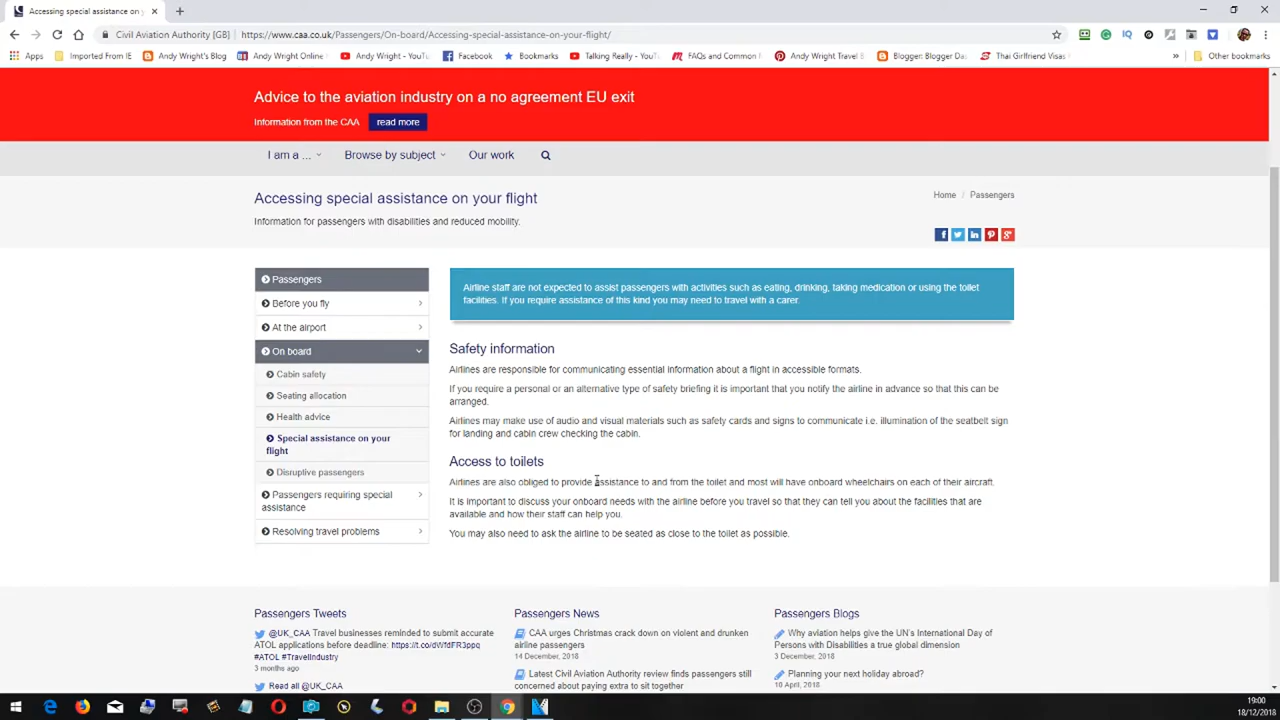 Accessing special assistance on you
Civil Aviation Authority [GB] | https://www.caa.co.uk/Passengers/On-board/Accessing-special-assistance-on-your-flight/
Apps Imported From IE Andy Wright's Blog Andy Wright Online Andy Wright - YouT Facebook Bookmarks Talking Really - YouT FAQs and Common Andy Wright Travel B Blogger: Blogger Da Thai Girlfriend Visas » Other bookmarks
Advice to the aviation industry on a no agreement EU exit
Information from the CAA read more
I am a ... Browse by subject Our work
Accessing special assistance on your flight
Home / Passengers
Information for passengers with disabilities and reduced mobility.
Passengers
Before you fly
At the airport
On board
Cabin safety
Seating allocation
Health advice
Special assistance on your
flight
Disruptive passengers
Passengers requiring special
assistance
Resolving travel problems
Airline staff are not expected to assist passengers with activities such as eating, drinking, taking medication or using the toilet
facilities. If you require assistance of this kind you may need to travel with a carer.
Safety information
Airlines are responsible for communicating essential information about a flight in accessible formats.
If you require a personal or an alternative type of safety briefing it is important that you notify the airline in advance so that this can be
arranged.
Airlines may make use of audio and visual materials such as safety cards and signs to communicate i.e. illumination of the seatbelt sign
for landing and cabin crew checking the cabin.
Access to toilets
Airlines are also obliged to provide assistance to and from the toilet and most will have onboard wheelchairs on each of their aircraft.
It is important to discuss your onboard needs with the airline before you travel so that they can tell you about the facilities that are
available and how their staff can help you.
You may also need to ask the airline to be seated as close to the toilet as possible.
Passengers Tweets
@UK_CAA Travel businesses reminded to submit accurate
ATOL applications before deadline: https://t.co/dWfdFR3ppq
#ATOL #TravelIndustry
3 months ago
Read all @UK_CAA
Passengers News
CAA urges Christmas crack down on violent and drunken
airline passengers
14 December, 2018
Latest Civil Aviation Authority review finds passengers still
confused about paying extra to sit together
Passengers Blogs
Why aviation helps give the UN's International Day of
Persons with Disabilities a true global dimension
3 December, 2018
Planning your next holiday abroad?
10 April, 2018
19:00
18/12/2018